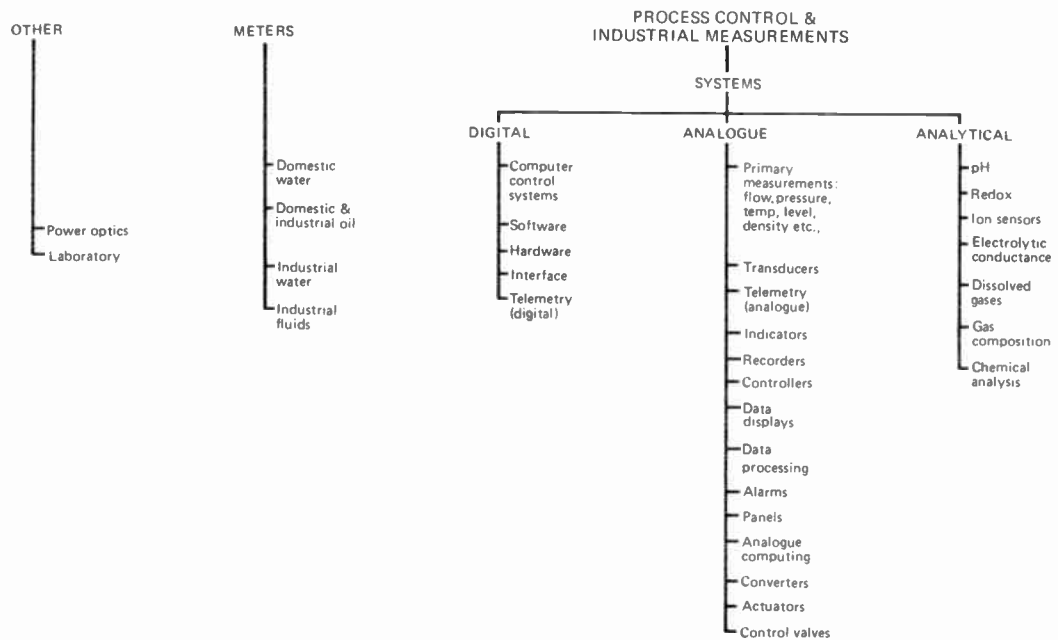 OTHER
Power optics
Laboratory
METERS
Domestic
water
Domestic &
industrial oil
Industrial
water
Industrial
fluids
PROCESS CONTROL &
INDUSTRIAL MEASUREMENTS
SYSTEMS
DIGITAL
Computer
control
systems
Software
Hardware
Interface
Telemetry
(digital)
ANALOGUE
Primary
measurements:
flow, pressure,
temp, level,
density etc.,
Transducers
Telemetry
(analogue)
Indicators
Recorders
Controllers
Data
displays
Data
processing
Alarms
Panels
Analogue
computing
Converters
Actuators
Control valves
ANALYTICAL
pH
Redox
Ion sensors
Electrolytic
conductance
Dissolved
gases
Gas
composition
Chemical
analysis